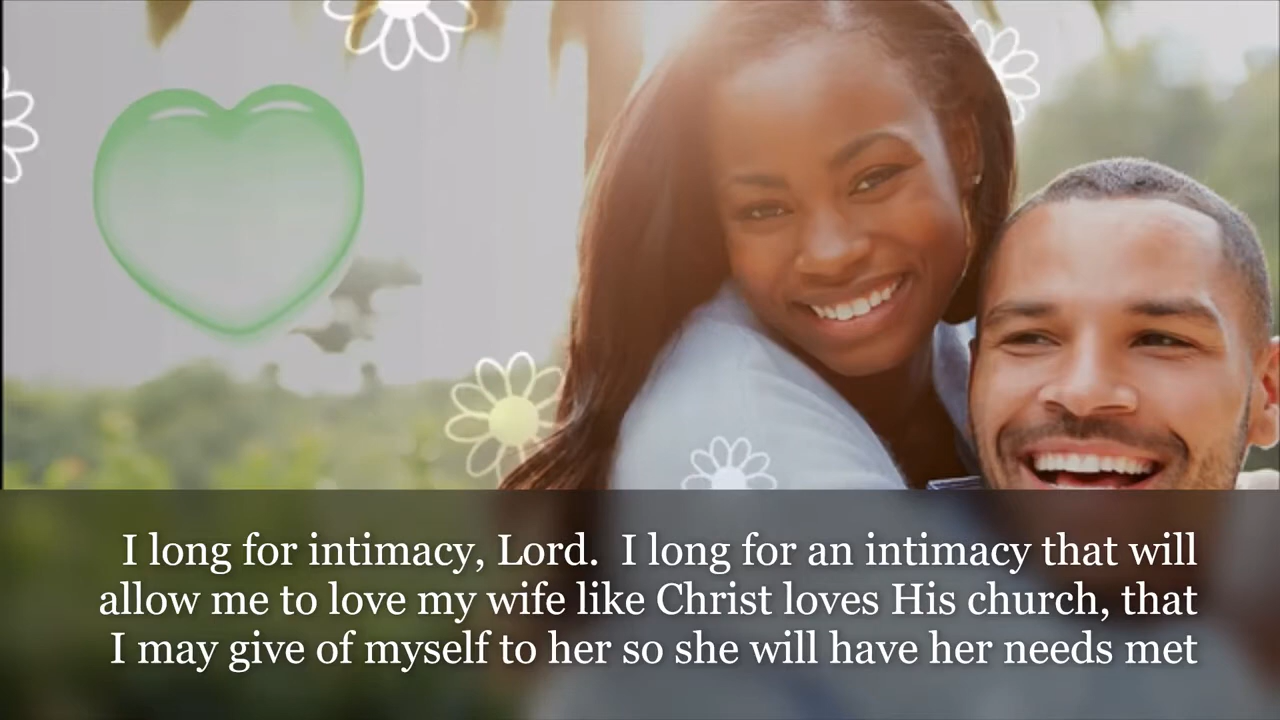 I long for intimacy, Lord.  I long for an intimacy that will
allow me to love my wife like Christ loves His church, that
I may give of myself to her so she will have her needs met